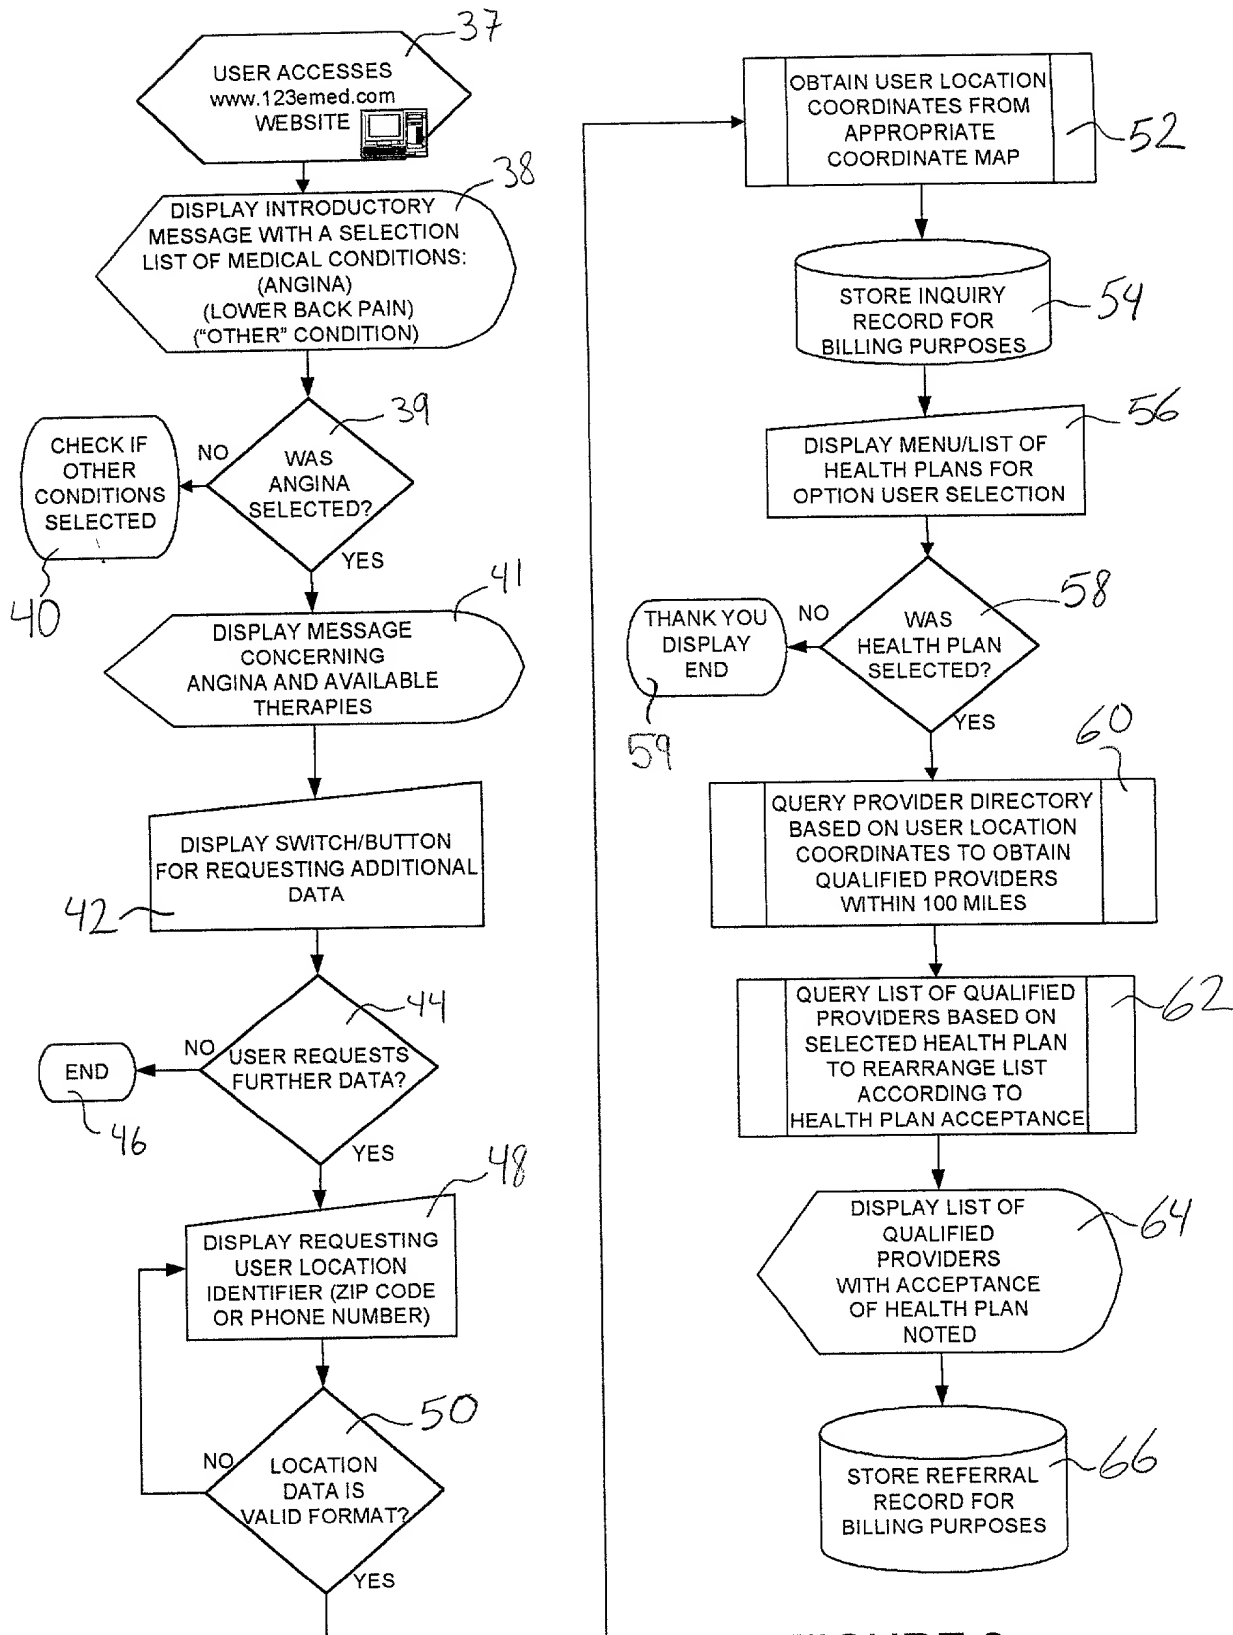 37
USER ACCESSES
www.123emed.com
WEBSITE
38
DISPLAY INTRODUCTORY
MESSAGE WITH A SELECTION
LIST OF MEDICAL CONDITIONS:
(ANGINA)
(LOWER BACK PAIN)
("OTHER" CONDITION)
39
WAS
ANGINA
SELECTED?
NO
YES
CHECK IF
OTHER
CONDITIONS
SELECTED
40
41
DISPLAY MESSAGE
CONCERNING
ANGINA AND AVAILABLE
THERAPIES
DISPLAY SWITCH/BUTTON
FOR REQUESTING ADDITIONAL
DATA
42
44
USER REQUESTS
FURTHER DATA?
NO
YES
END
46
48
DISPLAY REQUESTING
USER LOCATION
IDENTIFIER (ZIP CODE
OR PHONE NUMBER)
50
LOCATION
DATA IS
VALID FORMAT?
NO
YES
OBTAIN USER LOCATION
COORDINATES FROM
APPROPRIATE
COORDINATE MAP
52
STORE INQUIRY
RECORD FOR
BILLING PURPOSES
54
56
DISPLAY MENU/LIST OF
HEALTH PLANS FOR
OPTION USER SELECTION
58
WAS
HEALTH PLAN
SELECTED?
NO
YES
THANK YOU
DISPLAY
END
59
60
QUERY PROVIDER DIRECTORY
BASED ON USER LOCATION
COORDINATES TO OBTAIN
QUALIFIED PROVIDERS
WITHIN 100 MILES
62
QUERY LIST OF QUALIFIED
PROVIDERS BASED ON
SELECTED HEALTH PLAN
TO REARRANGE LIST
ACCORDING TO
HEALTH PLAN ACCEPTANCE
64
DISPLAY LIST OF
QUALIFIED
PROVIDERS
WITH ACCEPTANCE
OF HEALTH PLAN
NOTED
66
STORE REFERRAL
RECORD FOR
BILLING PURPOSES